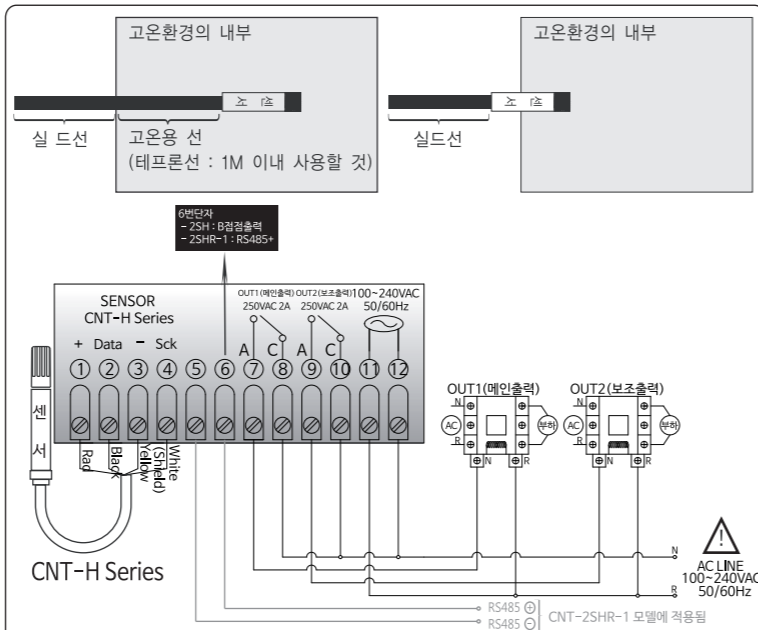 고온환경의 내부
고온환경의 내부
센 서
센 서
실 드선
고온용 선
(테프론선 : 1M 이내 사용할 것)
실드선
6번단자
- 2SH : B접점출력
- 2SHR-1 : RS485+
SENSOR
CNT-H Series
OUT1(메인출력) OUT2(보조출력) 100~240VAC
250VAC 2A 250VAC 2A 50/60Hz
+ Data - Sck
A C A C
① ② ③ ④ ⑤ ⑥ ⑦ ⑧ ⑨ ⑩ ⑪ ⑫
센
서
Rad
Black
Yellow
(Shield)
White
CNT-H Series
OUT1(메인출력) OUT2(보조출력)
N N
AC 부하 AC 부하
R R
N R N R
N
R
!
AC LINE
100~240VAC
50/60Hz
RS485 ⊕
RS485 ⊖
CNT-2SHR-1 모델에 적용됨